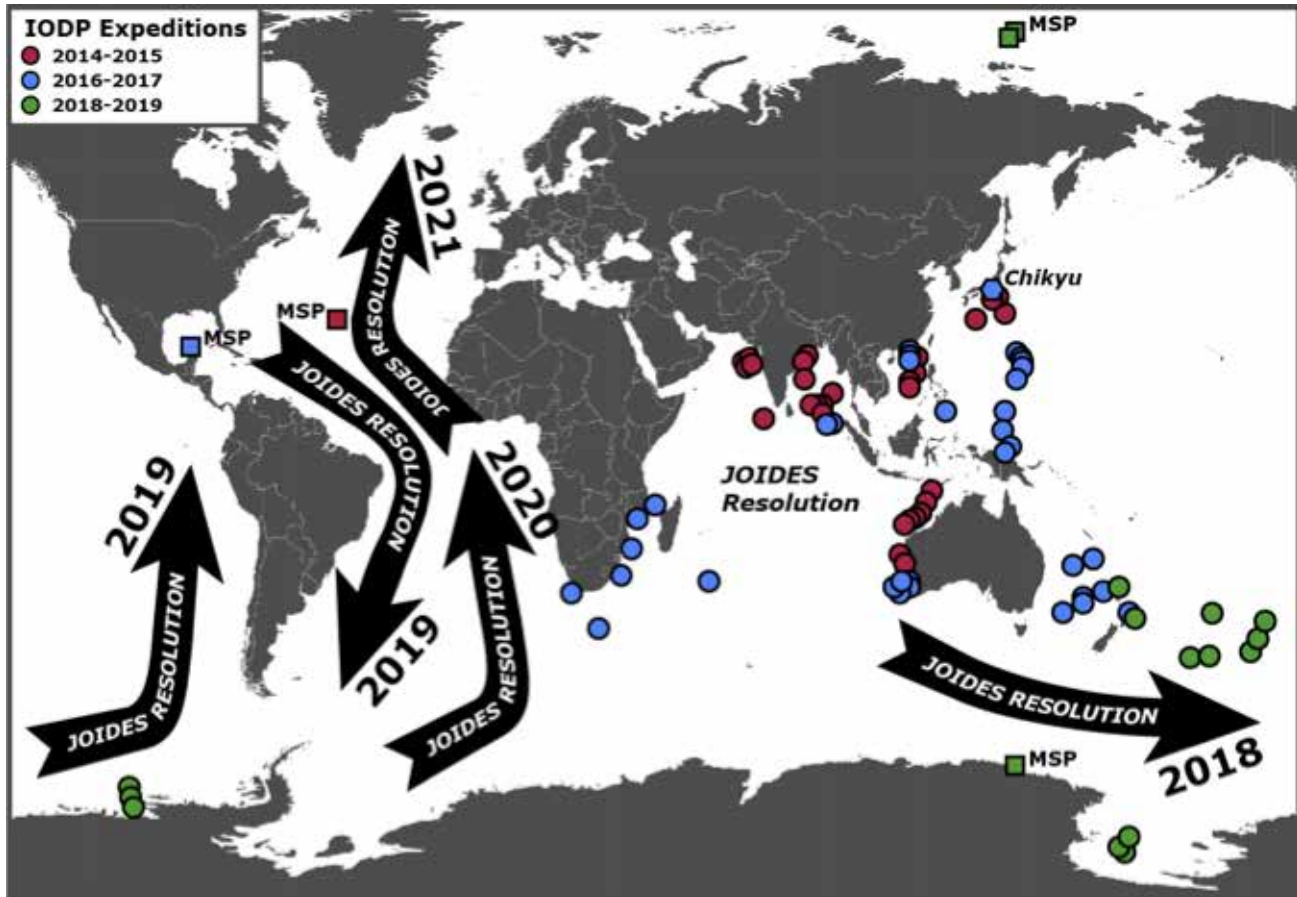 IODP Expeditions
2014-2015
2016-2017
2018-2019
MSP
2021
JOIDES
RESOLUTION
Chikyu
MSP
MSP
JOIDES RESOLUTION
JOIDES
Resolution
2019
2020
JOIDES RESOLUTION
2019
JOIDES RESOLUTION
JOIDES RESOLUTION
MSP
2018